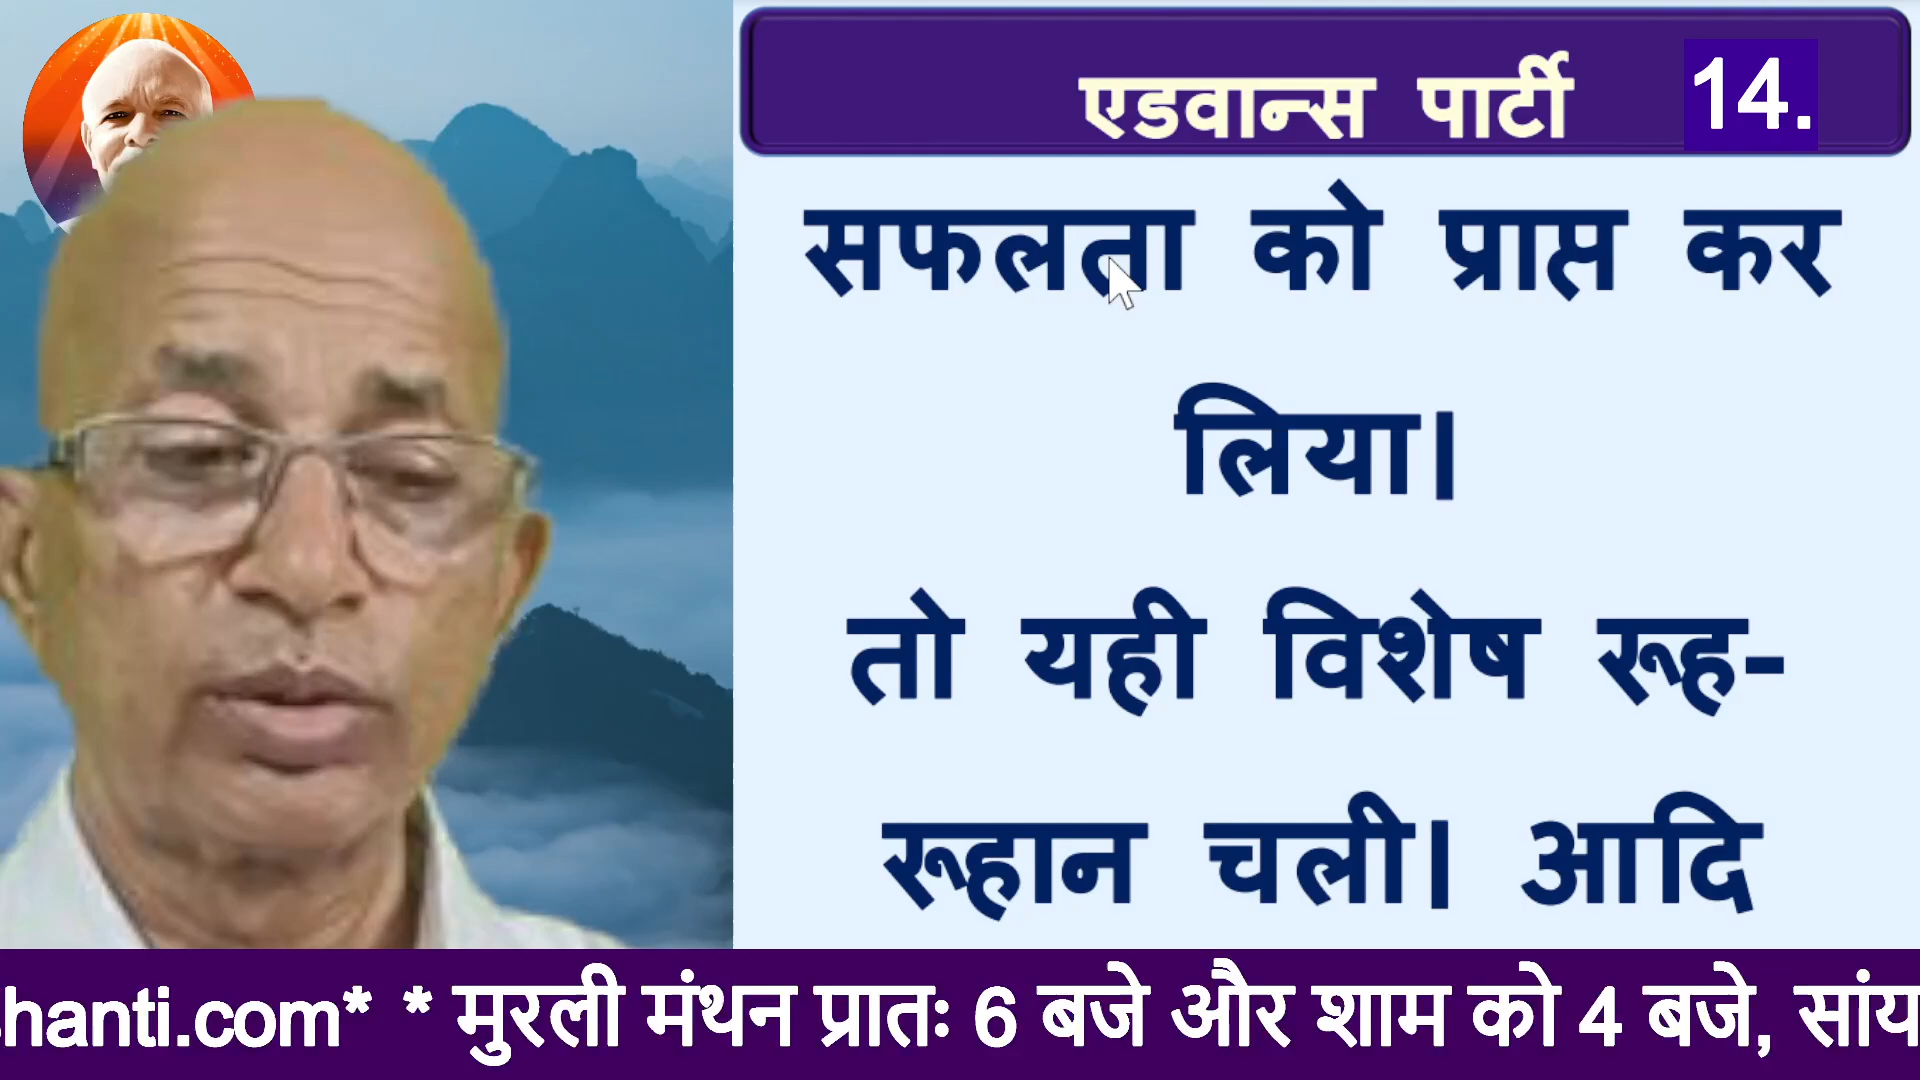 एडवान्स पार्टी 14.
सफलता को प्राप्त कर
लिया।
तो यही विशेष रूह-
रूहान चली। आदि
hanti.com* * मुरली मंथन प्रातः 6 बजे और शाम को 4 बजे, सांय